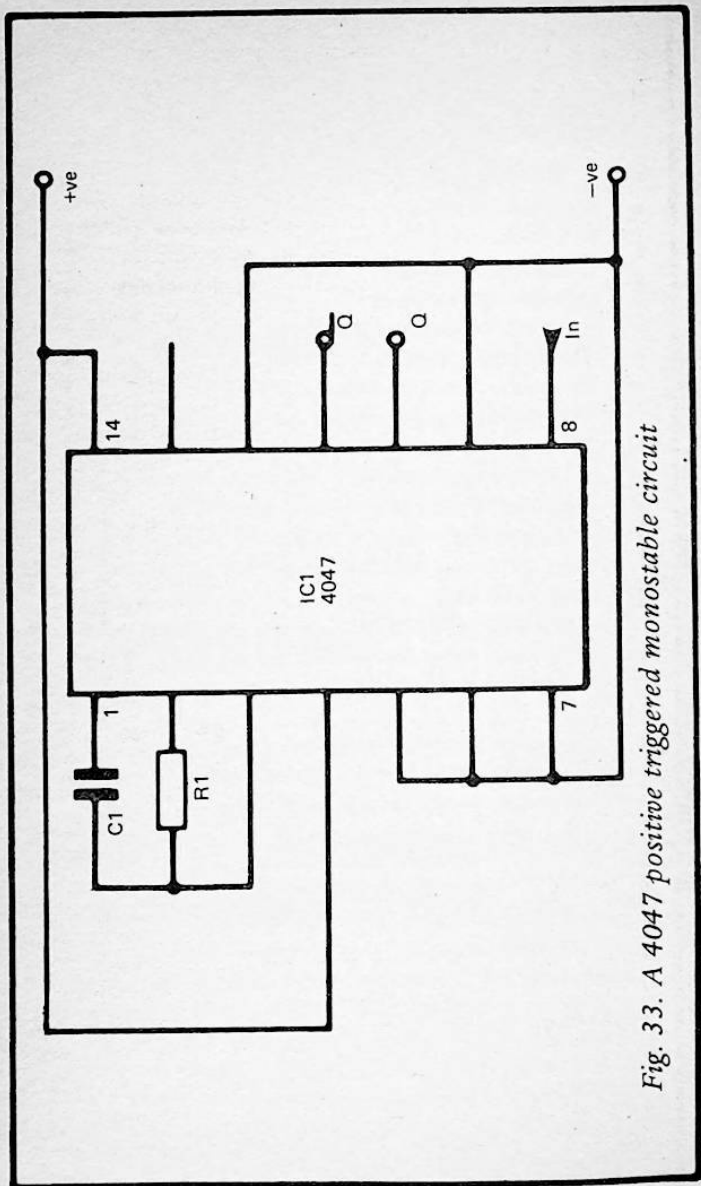 +ve
14
1
C1
R1
IC1
4047
Q̅
Q
In
8
7
−ve
Fig. 33. A 4047 positive triggered monostable circuit